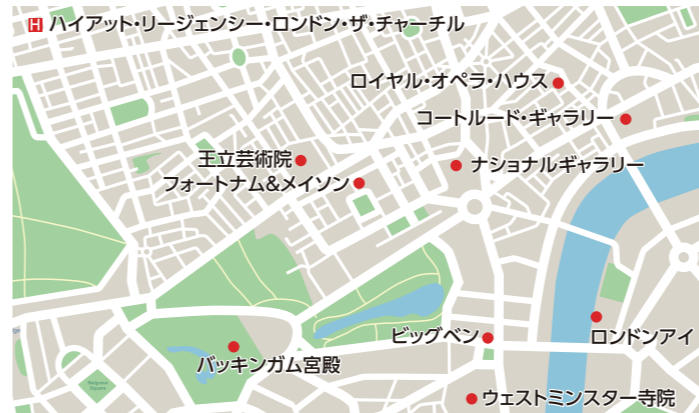 H ハイアット・リージェンシー・ロンドン・ザ・チャーチル
ロイヤル・オペラ・ハウス
コートルード・ギャラリー
王立芸術院
フォートナム&メイソン
ナショナルギャラリー
ビッグベン
ロンドンアイ
バッキンガム宮殿
Belgrave
Square
ウェストミンスター寺院